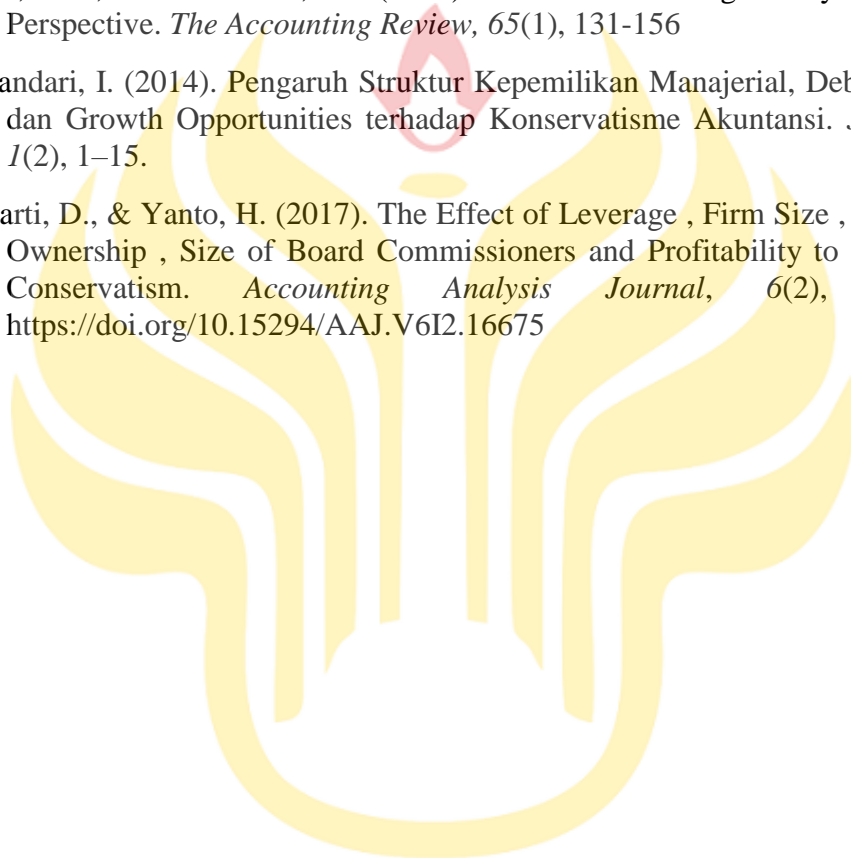 Perspective. The Accounting Review, 65(1), 131-156
andari, I. (2014). Pengaruh Struktur Kepemilikan Manajerial, Deb
dan Growth Opportunities terhadap Konservatisme Akuntansi.
1(2), 1–15.
arti, D., & Yanto, H. (2017). The Effect of Leverage , Firm Size ,
Ownership , Size of Board Commissioners and Profitability to
Conservatism. Accounting Analysis Journal, 6(2),
https://doi.org/10.15294/AAJ.V6I2.16675